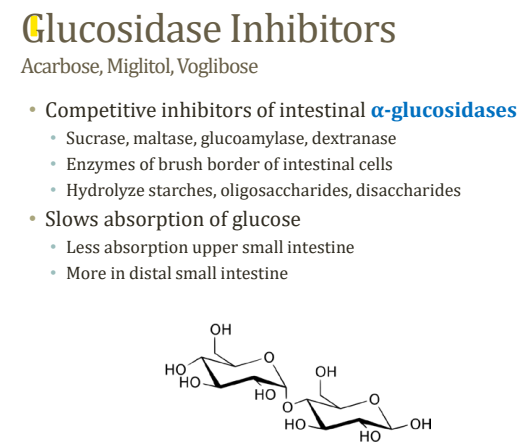 Glucosidase Inhibitors
Acarbose, Miglitol, Voglibose
• Competitive inhibitors of intestinal α-glucosidases
• Sucrase, maltase, glucoamylase, dextranase
• Enzymes of brush border of intestinal cells
• Hydrolyze starches, oligosaccharides, disaccharides
• Slows absorption of glucose
• Less absorption upper small intestine
• More in distal small intestine
OH
O
HO
HO
HO
OH
O
O
HO
OH
HO